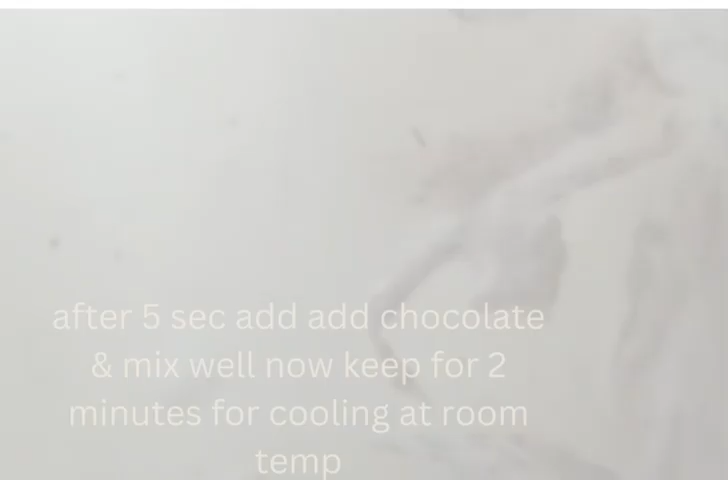 after 5 sec add add chocolate
& mix well now keep for 2
minutes for cooling at room
temp